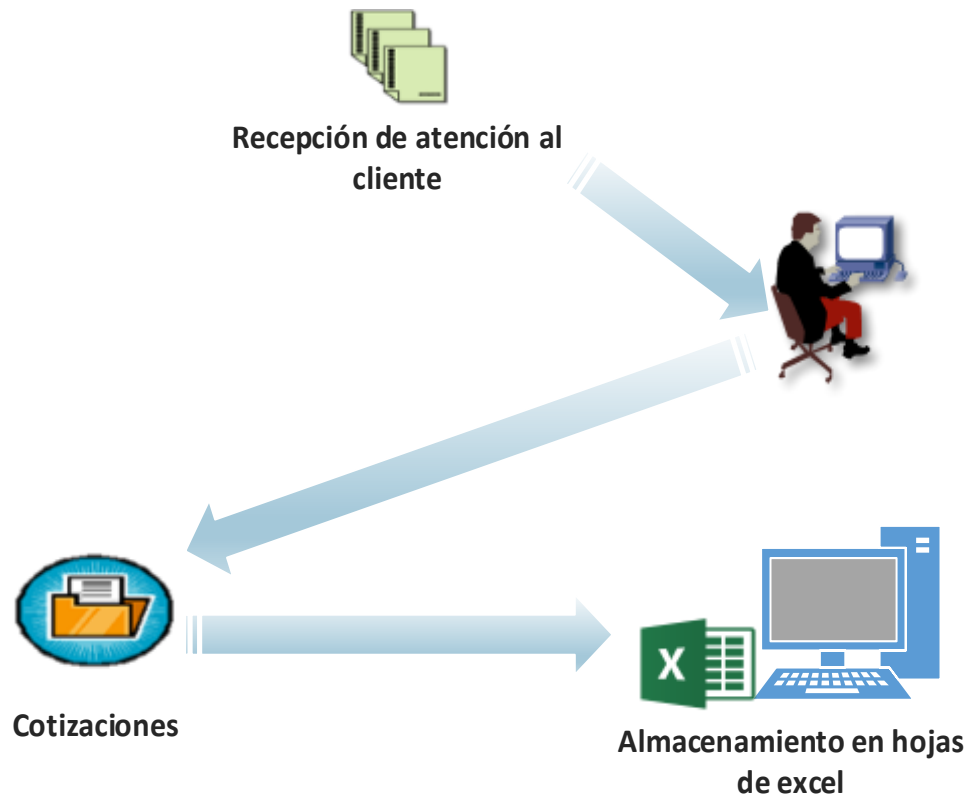 Recepción de atención al
cliente
Cotizaciones
X
Almacenamiento en hojas
de excel